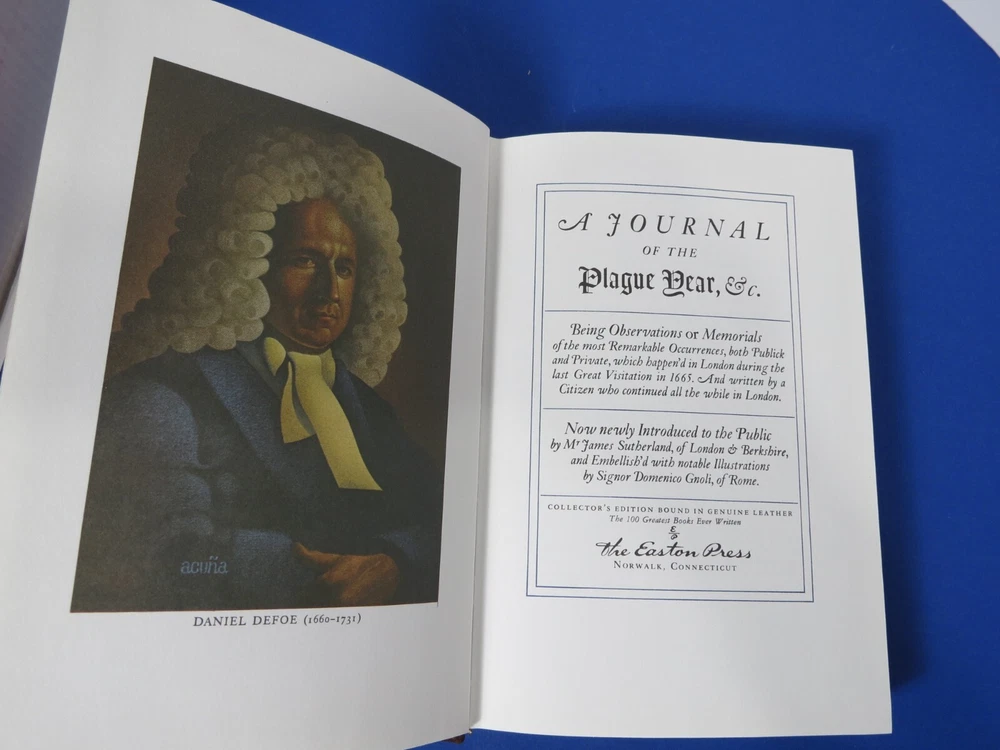 acuña
DANIEL DEFOE (1660–1731)
A JOURNAL
OF THE
Plague Year, &c.
Being Observations or Memorials
of the most Remarkable Occurrences, both Publick
and Private, which happen'd in London during the
last Great Visitation in 1665. And written by a
Citizen who continued all the while in London.
Now newly Introduced to the Public
by Mr James Sutherland, of London & Berkshire,
and Embellish'd with notable Illustrations
by Signor Domenico Gnoli, of Rome.
COLLECTOR'S EDITION BOUND IN GENUINE LEATHER
The 100 Greatest Books Ever Written
The Easton Press
NORWALK, CONNECTICUT